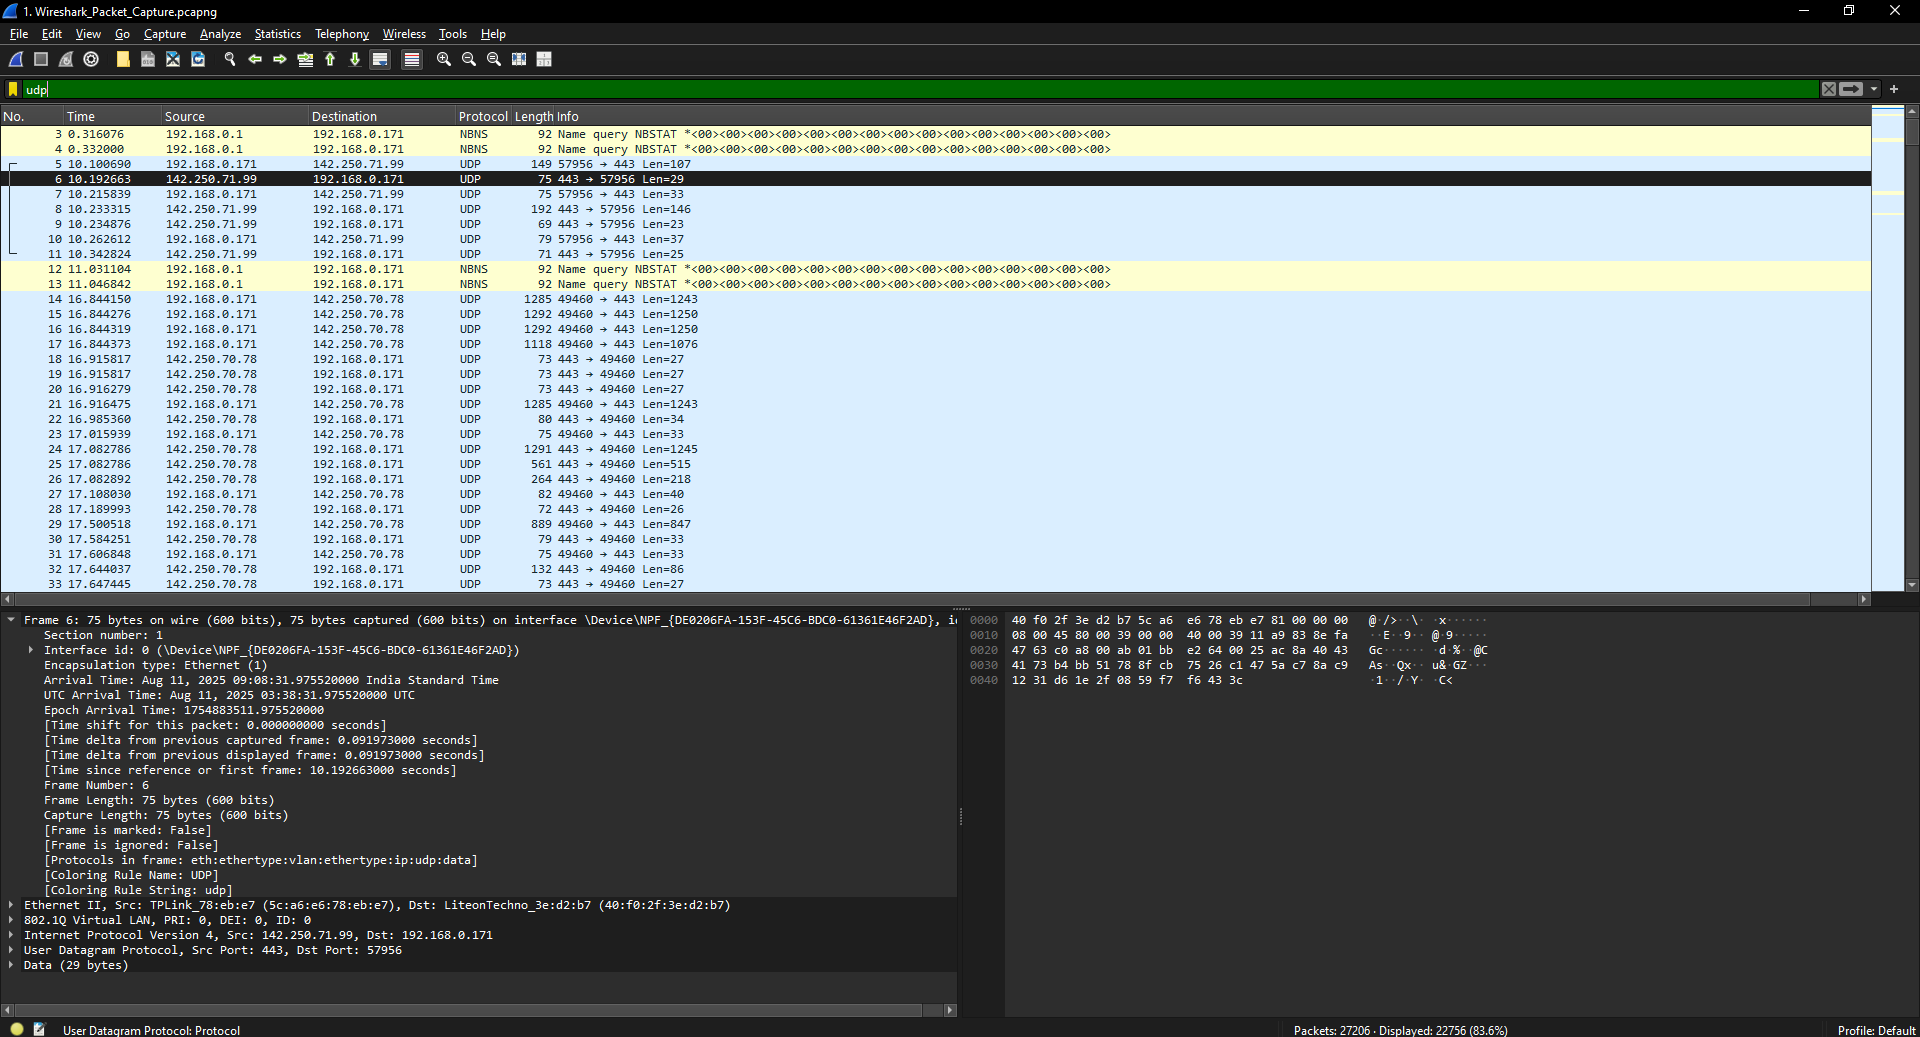 1. Wireshark_Packet_Capture.pcapng
File Edit View Go Capture Analyze Statistics Telephony Wireless Tools Help
udp
No. Time Source Destination Protocol Length Info
3 0.316076 192.168.0.1 192.168.0.171 NBNS 92 Name query NBSTAT *<00><00><00><00><00><00><00><00><00><00><00><00><00><00><00>
4 0.332000 192.168.0.1 192.168.0.171 NBNS 92 Name query NBSTAT *<00><00><00><00><00><00><00><00><00><00><00><00><00><00><00>
5 10.100690 192.168.0.171 142.250.71.99 UDP 149 57956 → 443 Len=107
6 10.192663 142.250.71.99 192.168.0.171 UDP 75 443 → 57956 Len=29
7 10.215839 192.168.0.171 142.250.71.99 UDP 75 57956 → 443 Len=33
8 10.233315 142.250.71.99 192.168.0.171 UDP 192 443 → 57956 Len=146
9 10.234876 142.250.71.99 192.168.0.171 UDP 69 443 → 57956 Len=23
10 10.262612 192.168.0.171 142.250.71.99 UDP 79 57956 → 443 Len=37
11 10.342824 142.250.71.99 192.168.0.171 UDP 71 443 → 57956 Len=25
12 11.031104 192.168.0.1 192.168.0.171 NBNS 92 Name query NBSTAT *<00><00><00><00><00><00><00><00><00><00><00><00><00><00><00>
13 11.046842 192.168.0.1 192.168.0.171 NBNS 92 Name query NBSTAT *<00><00><00><00><00><00><00><00><00><00><00><00><00><00><00>
14 16.844150 192.168.0.171 142.250.70.78 UDP 1285 49460 → 443 Len=1243
15 16.844276 192.168.0.171 142.250.70.78 UDP 1292 49460 → 443 Len=1250
16 16.844319 192.168.0.171 142.250.70.78 UDP 1292 49460 → 443 Len=1250
17 16.844373 192.168.0.171 142.250.70.78 UDP 1118 49460 → 443 Len=1076
18 16.915817 142.250.70.78 192.168.0.171 UDP 73 443 → 49460 Len=27
19 16.915817 142.250.70.78 192.168.0.171 UDP 73 443 → 49460 Len=27
20 16.916279 142.250.70.78 192.168.0.171 UDP 73 443 → 49460 Len=27
21 16.916475 192.168.0.171 142.250.70.78 UDP 1285 49460 → 443 Len=1243
22 16.985360 142.250.70.78 192.168.0.171 UDP 80 443 → 49460 Len=34
23 17.015939 192.168.0.171 142.250.70.78 UDP 75 49460 → 443 Len=33
24 17.082786 142.250.70.78 192.168.0.171 UDP 1291 443 → 49460 Len=1245
25 17.082786 142.250.70.78 192.168.0.171 UDP 561 443 → 49460 Len=515
26 17.082892 142.250.70.78 192.168.0.171 UDP 264 443 → 49460 Len=218
27 17.108030 192.168.0.171 142.250.70.78 UDP 82 49460 → 443 Len=40
28 17.189993 142.250.70.78 192.168.0.171 UDP 72 443 → 49460 Len=26
29 17.500518 192.168.0.171 142.250.70.78 UDP 889 49460 → 443 Len=847
30 17.584251 142.250.70.78 192.168.0.171 UDP 79 443 → 49460 Len=33
31 17.606848 192.168.0.171 142.250.70.78 UDP 75 49460 → 443 Len=33
32 17.644037 142.250.70.78 192.168.0.171 UDP 132 443 → 49460 Len=86
33 17.647445 142.250.70.78 192.168.0.171 UDP 73 443 → 49460 Len=27
Frame 6: 75 bytes on wire (600 bits), 75 bytes captured (600 bits) on interface \Device\NPF_{DE0206FA-153F-45C6-BDC0-61361E46F2AD}, i
Section number: 1
Interface id: 0 (\Device\NPF_{DE0206FA-153F-45C6-BDC0-61361E46F2AD})
Encapsulation type: Ethernet (1)
Arrival Time: Aug 11, 2025 09:08:31.975520000 India Standard Time
UTC Arrival Time: Aug 11, 2025 03:38:31.975520000 UTC
Epoch Arrival Time: 1754883511.975520000
[Time shift for this packet: 0.000000000 seconds]
[Time delta from previous captured frame: 0.091973000 seconds]
[Time delta from previous displayed frame: 0.091973000 seconds]
[Time since reference or first frame: 10.192663000 seconds]
Frame Number: 6
Frame Length: 75 bytes (600 bits)
Capture Length: 75 bytes (600 bits)
[Frame is marked: False]
[Frame is ignored: False]
[Protocols in frame: eth:ethertype:vlan:ethertype:ip:udp:data]
[Coloring Rule Name: UDP]
[Coloring Rule String: udp]
Ethernet II, Src: TPLink_78:eb:e7 (5c:a6:e6:78:eb:e7), Dst: LiteonTechno_3e:d2:b7 (40:f0:2f:3e:d2:b7)
802.1Q Virtual LAN, PRI: 0, DEI: 0, ID: 0
Internet Protocol Version 4, Src: 142.250.71.99, Dst: 192.168.0.171
User Datagram Protocol, Src Port: 443, Dst Port: 57956
Data (29 bytes)
0000 40 f0 2f 3e d2 b7 5c a6 e6 78 eb e7 81 00 00 00 @·/>··\· ·x······
0010 08 00 45 80 00 39 00 00 40 00 39 11 a9 83 8e fa ··E··9·· @·9·····
0020 47 63 c0 a8 00 ab 01 bb e2 64 00 25 ac 8a 40 43 Gc······ ·d·%··@C
0030 41 73 b4 bb 51 78 8f cb 75 26 c1 47 5a c7 8a c9 As··Qx·· u&·GZ···
0040 12 31 d6 1e 2f 08 59 f7 f6 43 3c ·1··/·Y· ·C<
User Datagram Protocol: Protocol
Packets: 27206 · Displayed: 22756 (83.6%)
Profile: Default